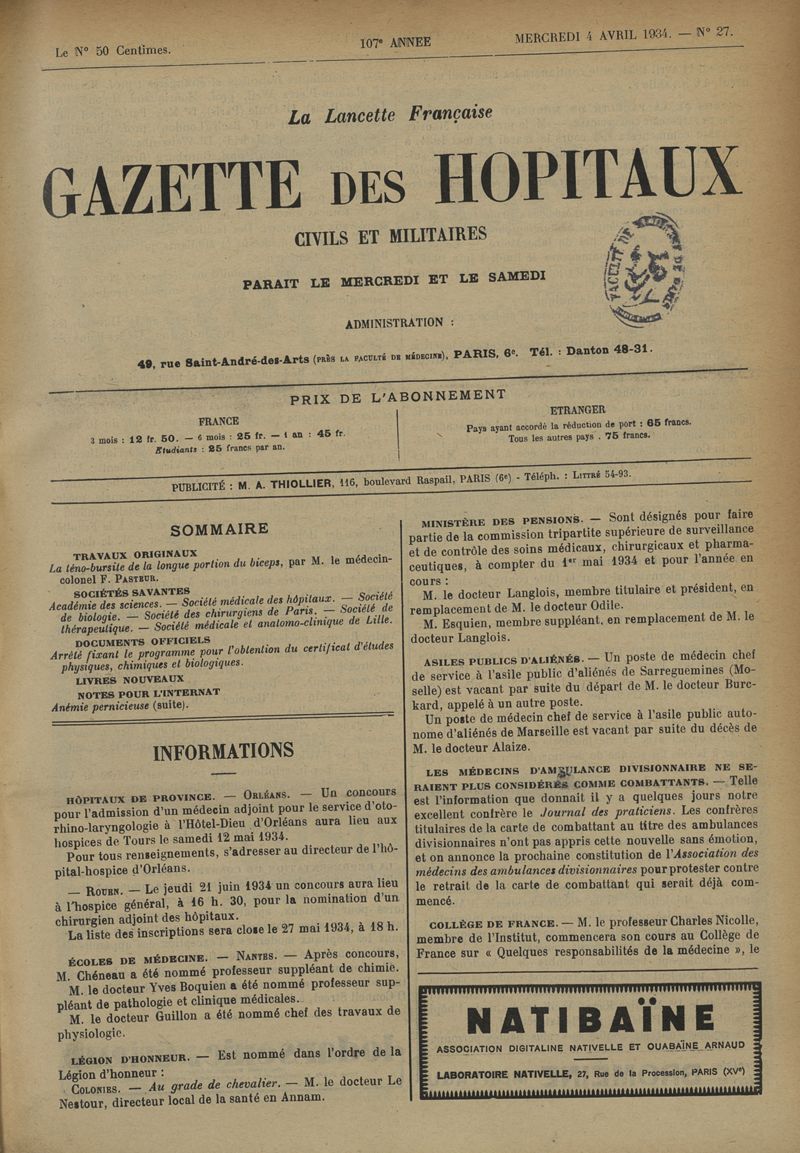 Le N° 50 Centimes.
107e ANNEE
MERCREDI 4 AVRIL 1934. — N° 27.
La Lancette Française
GAZETTE DES HOPITAUX
CIVILS ET MILITAIRES
PARAIT LE MERCREDI ET LE SAMEDI
ADMINISTRATION :
49, rue Saint-André-des-Arts (PRÈS LA FACULTÉ DE MÉDECINE), PARIS, 6e. Tél. : Danton 48-31.
PRIX DE L'ABONNEMENT
FRANCE
3 mois : 12 fr. 50. — 6 mois : 25 fr. — 1 an : 45 fr.
Etudiants : 25 francs par an.
ETRANGER
Pays ayant accordé la réduction de port : 65 francs.
Tous les autres pays . 75 francs.
PUBLICITÉ : M. A. THIOLLIER, 116, boulevard Raspail, PARIS (6e) - Téléph. : LITTRÉ 54-93.
SOMMAIRE
TRAVAUX ORIGINAUX
La téno-bursite de la longue portion du biceps, par M. le médecin-
colonel F. PASTEUR.
SOCIÉTÉS SAVANTES
Académie des sciences. — Société médicale des hôpitaux. — Société
de biologie. — Société des chirurgiens de Paris. — Société de
thérapeutique. — Société médicale et anatomo-clinique de Lille.
DOCUMENTS OFFICIELS
Arrêté fixant le programme pour l'obtention du certificat d'études
physiques, chimiques et biologiques.
LIVRES NOUVEAUX
NOTES POUR L'INTERNAT
Anémie pernicieuse (suite).
INFORMATIONS
HÔPITAUX DE PROVINCE. — ORLÉANS. — Un concours
pour l'admission d'un médecin adjoint pour le service d'oto-
rhino-laryngologie à l'Hôtel-Dieu d'Orléans aura lieu aux
hospices de Tours le samedi 12 mai 1934.
Pour tous renseignements, s'adresser au directeur de l'hô-
pital-hospice d'Orléans.
— ROUEN. — Le jeudi 21 juin 1934 un concours aura lieu
à l'hospice général, à 16 h. 30, pour la nomination d'un
chirurgien adjoint des hôpitaux.
La liste des inscriptions sera close le 27 mai 1934, à 18 h.
ÉCOLES DE MÉDECINE. — NANTES. — Après concours,
M. Chéneau a été nommé professeur suppléant de chimie.
M. le docteur Yves Boquien a été nommé professeur sup-
pléant de pathologie et clinique médicales.
M. le docteur Guillon a été nommé chef des travaux de
physiologie.
LÉGION D'HONNEUR. — Est nommé dans l'ordre de la
Légion d'honneur :
COLONIES. — Au grade de chevalier. — M. le docteur Le
Nestour, directeur local de la santé en Annam.
MINISTÈRE DES PENSIONS. — Sont désignés pour faire
partie de la commission tripartite supérieure de surveillance
et de contrôle des soins médicaux, chirurgicaux et pharma-
ceutiques, à compter du 1er mai 1934 et pour l'année en
cours :
M. le docteur Langlois, membre titulaire et président, en
remplacement de M. le docteur Odile.
M. Esquien, membre suppléant, en remplacement de M. le
docteur Langlois.
ASILES PUBLICS D'ALIÉNÉS. — Un poste de médecin chef
de service à l'asile public d'aliénés de Sarreguemines (Mo-
selle) est vacant par suite du départ de M. le docteur Burc-
kard, appelé à un autre poste.
Un poste de médecin chef de service à l'asile public auto-
nome d'aliénés de Marseille est vacant par suite du décès de
M. le docteur Alaize.
LES MÉDECINS D'AMBULANCE DIVISIONNAIRE NE SE-
RAIENT PLUS CONSIDÉRÉS COMME COMBATTANTS. — Telle
est l'information que donnait il y a quelques jours notre
excellent confrère le Journal des praticiens. Les confrères
titulaires de la carte de combattant au titre des ambulances
divisionnaires n'ont pas appris cette nouvelle sans émotion,
et on annonce la prochaine constitution de l'Association des
médecins des ambulances divisionnaires pour protester contre
le retrait de la carte de combattant qui serait déjà com-
mencé.
COLLÈGE DE FRANCE. — M. le professeur Charles Nicolle,
membre de l'Institut, commencera son cours au Collège de
France sur « Quelques responsabilités de la médecine », le
NATIBAÏNE
ASSOCIATION DIGITALINE NATIVELLE ET OUABAÏNE ARNAUD
LABORATOIRE NATIVELLE, 27, Rue de la Procession, PARIS (XVe)